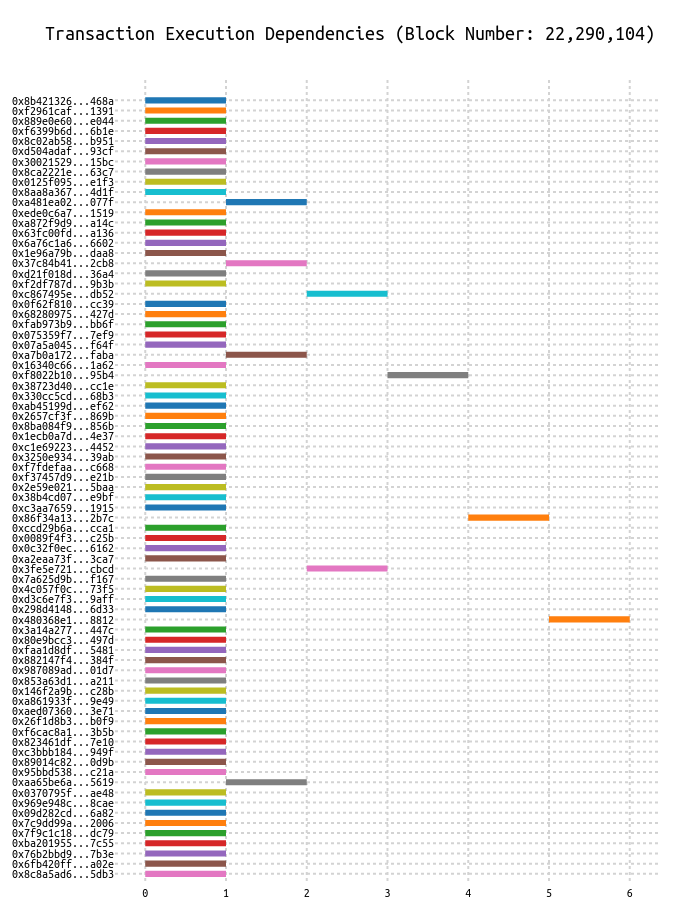 Transaction Execution Dependencies (Block Number: 22,290,104)
0x8b421326...468a
0xf2961caf...1391
0x889e0e60...e044
0xf6399b6d...6b1e
0x8c02ab58...b951
0xd504adaf...93cf
0x30021529...15bc
0x8ca2221e...63c7
0x0125f095...e1f3
0x8aa8a367...4d1f
0xa481ea02...077f
0xede0c6a7...1519
0xa872f9d9...a14c
0x63fc00fd...a136
0x6a76c1a6...6602
0x1e96a79b...daa8
0x37c84b41...2cb8
0xd21f018d...36a4
0xf2df787d...9b3b
0xc867495e...db52
0x0f62f810...cc39
0x68280975...427d
0xfab973b9...bb6f
0x075359f7...7ef9
0x07a5a045...f64f
0xa7b0a172...faba
0x16340c66...1a62
0xf8022b10...95b4
0x38723d40...cc1e
0x330cc5cd...68b3
0xab45199d...ef62
0x2657cf3f...869b
0x8ba084f9...856b
0x1ecb0a7d...4e37
0xc1e69223...4452
0x3250e934...39ab
0xf7fdefaa...c668
0xf37457d9...e21b
0x2e59e021...5baa
0x38b4cd07...e9bf
0xc3aa7659...1915
0x86f34a13...2b7c
0xccd29b6a...cca1
0x0089f4f3...c25b
0x0c32f0ec...6162
0xa2eaa73f...3ca7
0x3fe5e721...cbcd
0x7a625d9b...f167
0x4c057f0c...73f5
0xd3c6e7f3...9aff
0x298d4148...6d33
0x480368e1...8812
0x3a14a277...447c
0x80e9bcc3...497d
0xfaa1d8df...5481
0x882147f4...384f
0x987089ad...01d7
0x853a63d1...a211
0x146f2a9b...c28b
0xa861933f...9e49
0xaed07360...3e71
0x26f1d8b3...b0f9
0xf6cac8a1...3b5b
0x823461df...7e10
0xc3bbb184...949f
0x89014c82...0d9b
0x95bbd538...c21a
0xaa65be6a...5619
0x0370795f...ae48
0x969e948c...8cae
0x09d282cd...6a82
0x7c9dd99a...2006
0x7f9c1c18...dc79
0xba201955...7c55
0x76b2bbd9...7b3e
0x6fb420ff...a02e
0x8c8a5ad6...5db3
0 1 2 3 4 5 6